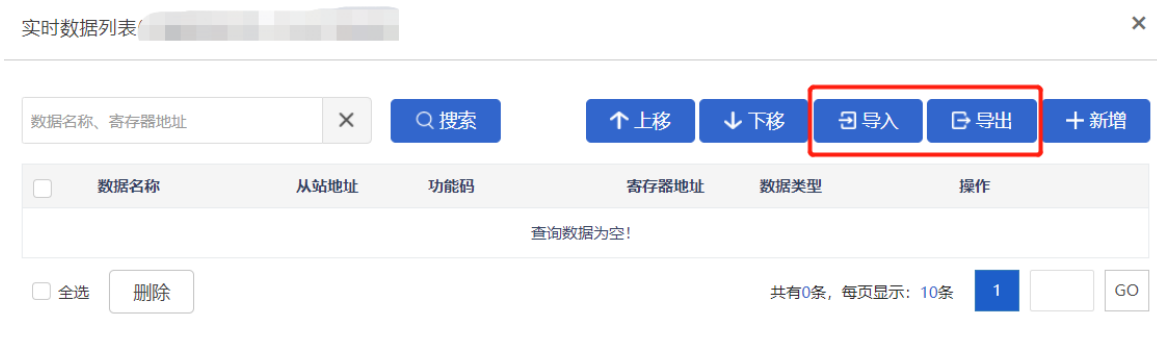 实时数据列表(
数据名称、寄存器地址
搜索
上移
下移
导入
导出
新增
数据名称 从站地址 功能码 寄存器地址 数据类型 操作
查询数据为空!
全选 删除 共有0条，每页显示：10条 1 GO